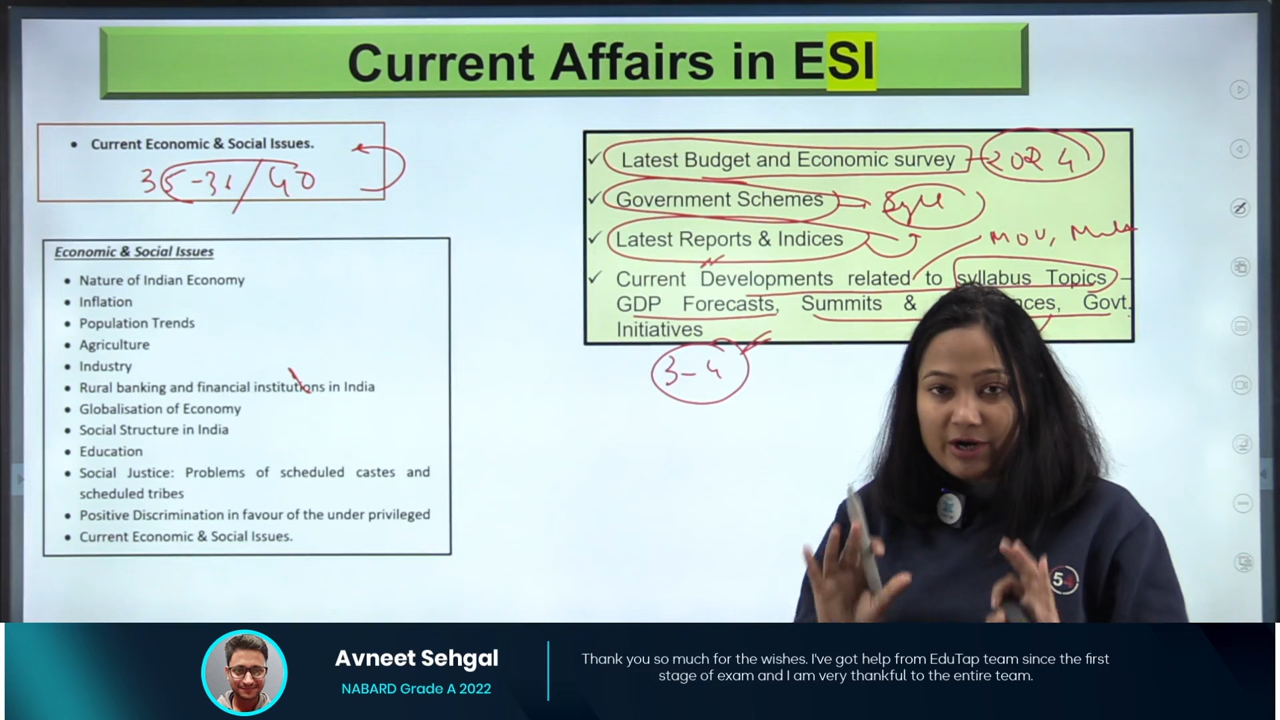 Current Affairs in ESI
• Current Economic & Social Issues.
Economic & Social Issues
• Nature of Indian Economy
• Inflation
• Population Trends
• Agriculture
• Industry
• Rural banking and financial institutions in India
• Globalisation of Economy
• Social Structure in India
• Education
• Social Justice: Problems of scheduled castes and
scheduled tribes
• Positive Discrimination in favour of the under privileged
• Current Economic & Social Issues.
✓ Latest Budget and Economic survey 2024
✓ Government Schemes
✓ Latest Reports & Indices
MOU,
✓ Current Developments related to syllabus Topics –
GDP Forecasts, Summits & Govt.
Initiatives
3-4
Avneet Sehgal
NABARD Grade A 2022
Thank you so much for the wishes. I've got help from EduTap team since the first
stage of exam and I am very thankful to the entire team.